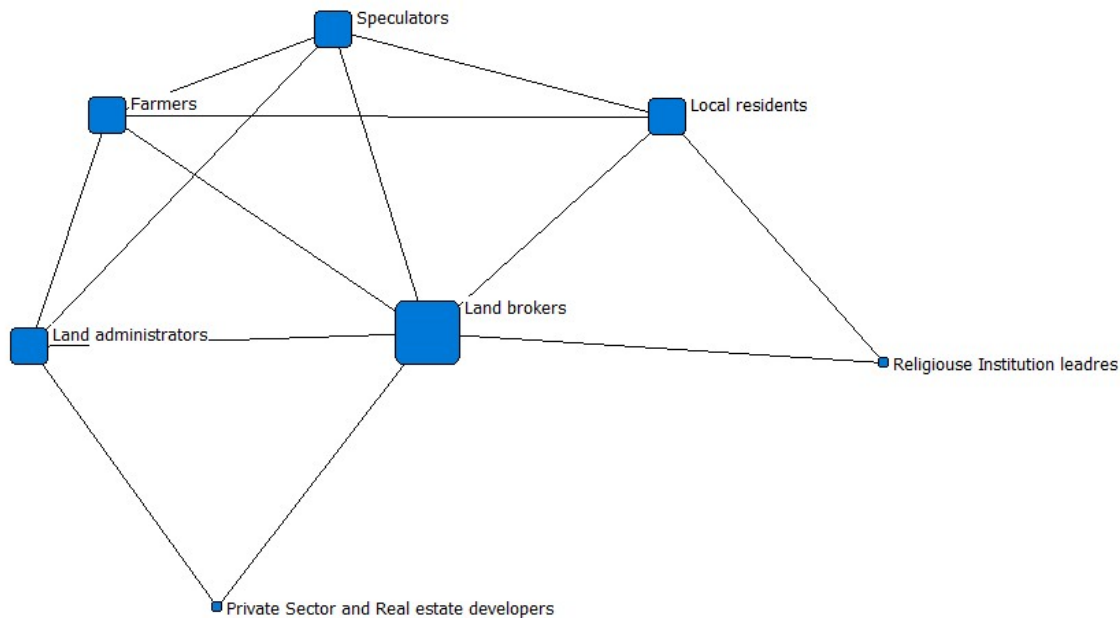 Speculators
Farmers
Local residents
Land brokers
Land administrators
Religiouse Institution leadres
Private Sector and Real estate developers